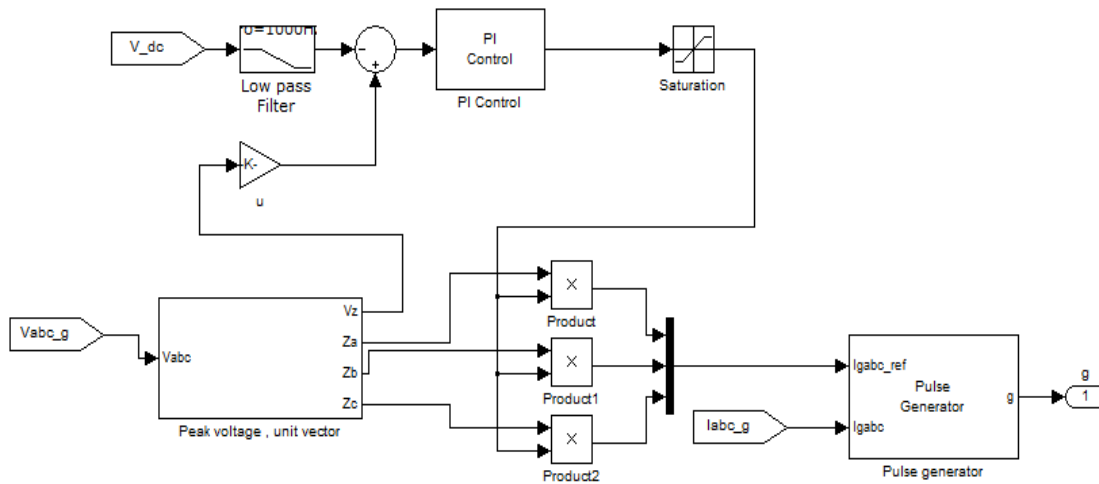 V_dc
o=1000H
Low pass
Filter
-
+
PI
Control
PI Control
Saturation
K-
u
Vabc_g
Vabc
Vz
Za
Zb
Zc
Peak voltage , unit vector
X
Product
X
Product1
X
Product2
Iabc_g
Igabc_ref
Igabc
Pulse
Generator
g
Pulse generator
g
1